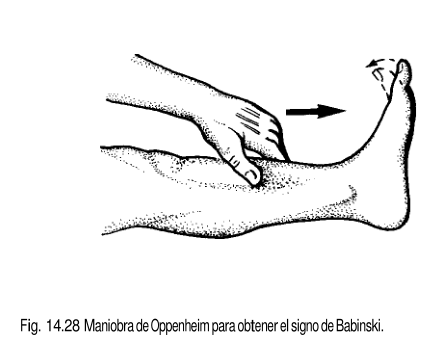 Fig. 14.28 Maniobra de Oppenheim para obtener el signo de Babinski.